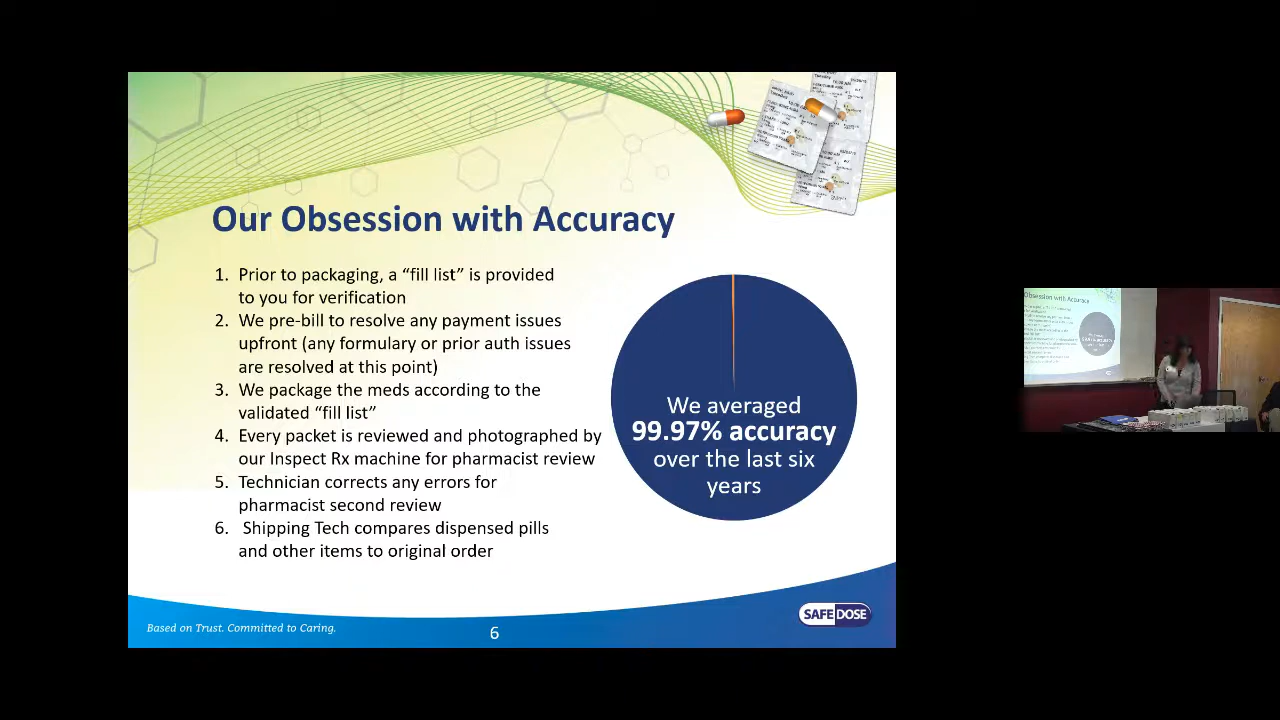 Our Obsession with Accuracy
1. Prior to packaging, a “fill list” is provided
to you for verification
2. We pre-bill to resolve any payment issues
upfront (any formulary or prior auth issues
are resolved at this point)
3. We package the meds according to the
validated “fill list”
4. Every packet is reviewed and photographed by
our Inspect Rx machine for pharmacist review
5. Technician corrects any errors for
pharmacist second review
6. Shipping Tech compares dispensed pills
and other items to original order
We averaged
99.97% accuracy
over the last six
years
Based on Trust. Committed to Caring.
6
SAFEDOSE
Obsession with Accuracy